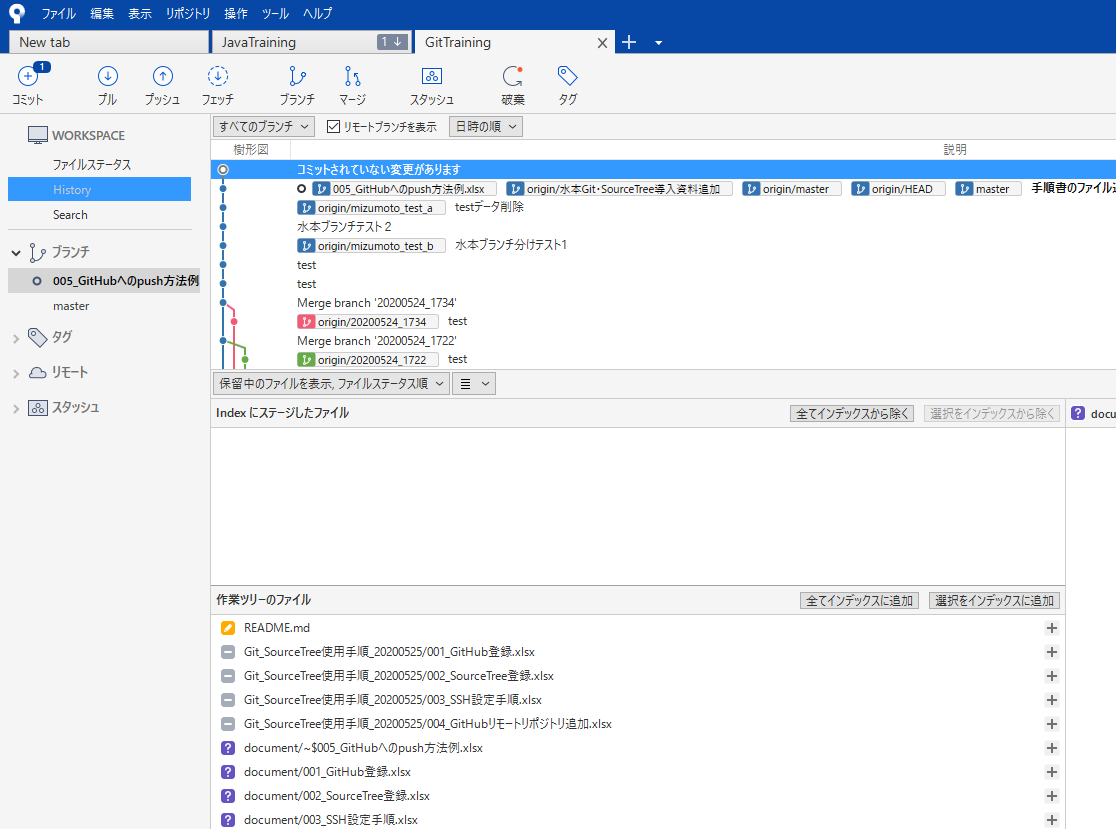 ファイル 編集 表示 リポジトリ 操作 ツール ヘルプ
New tab
JavaTraining
1
GitTraining
1
コミット プル プッシュ フェッチ ブランチ マージ スタッシュ 破棄 タグ
WORKSPACE
ファイルステータス
History
Search
ブランチ
005_GitHubへのpush方法例
master
タグ
リモート
スタッシュ
すべてのブランチ リモートブランチを表示 日時の順
樹形図 説明
コミットされていない変更があります
005_GitHubへのpush方法例.xlsx origin/水本Git・SourceTree導入資料追加 origin/master origin/HEAD master 手順書のファイル
origin/mizumoto_test_a testデータ削除
水本ブランチテスト２
origin/mizumoto_test_b 水本ブランチ分けテスト1
test
test
Merge branch '20200524_1734'
origin/20200524_1734 test
Merge branch '20200524_1722'
origin/20200524_1722 test
保留中のファイルを表示, ファイルステータス順
Index にステージしたファイル 全てインデックスから除く 選択をインデックスから除く
docu
作業ツリーのファイル 全てインデックスに追加 選択をインデックスに追加
README.md
Git_SourceTree使用手順_20200525/001_GitHub登録.xlsx
Git_SourceTree使用手順_20200525/002_SourceTree登録.xlsx
Git_SourceTree使用手順_20200525/003_SSH設定手順.xlsx
Git_SourceTree使用手順_20200525/004_GitHubリモートリポジトリ追加.xlsx
document/~$005_GitHubへのpush方法例.xlsx
document/001_GitHub登録.xlsx
document/002_SourceTree登録.xlsx
document/003_SSH設定手順.xlsx